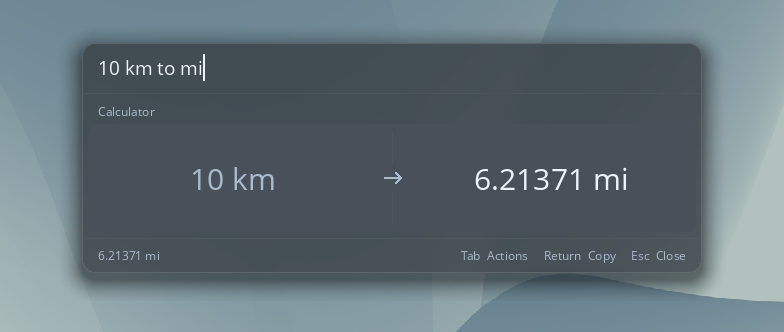 10 km to mi
Calculator
10 km → 6.21371 mi
6.21371 mi Tab Actions Return Copy Esc Close